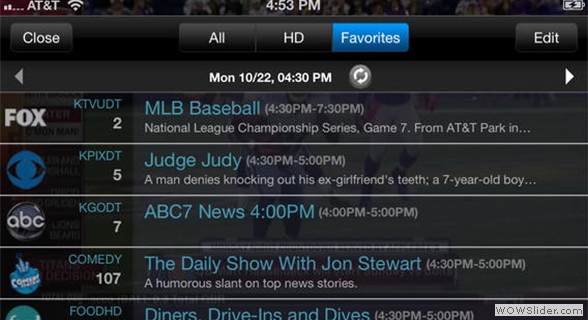 AT&T 4:53 PM
Close All HD Favorites Edit
Mon 10/22, 04:30 PM
FOX KTVUDT 2 MLB Baseball (4:30PM-7:30PM)
National League Championship Series, Game 7. From AT&T Park in…
KPIXDT 5 Judge Judy (4:30PM-5:00PM)
A man denies knocking out his ex-girlfriend's teeth; a 7-year-old boy…
abc KGODT 7 ABC7 News 4:00PM (4:00PM-5:00PM)
COMEDY 107 The Daily Show With Jon Stewart (4:30PM-5:00PM)
A humorous slant on top news stories.
FOODHD Diners, Drive-Ins and Dives (4:30PM-5:00PM)
WOWSlider.com